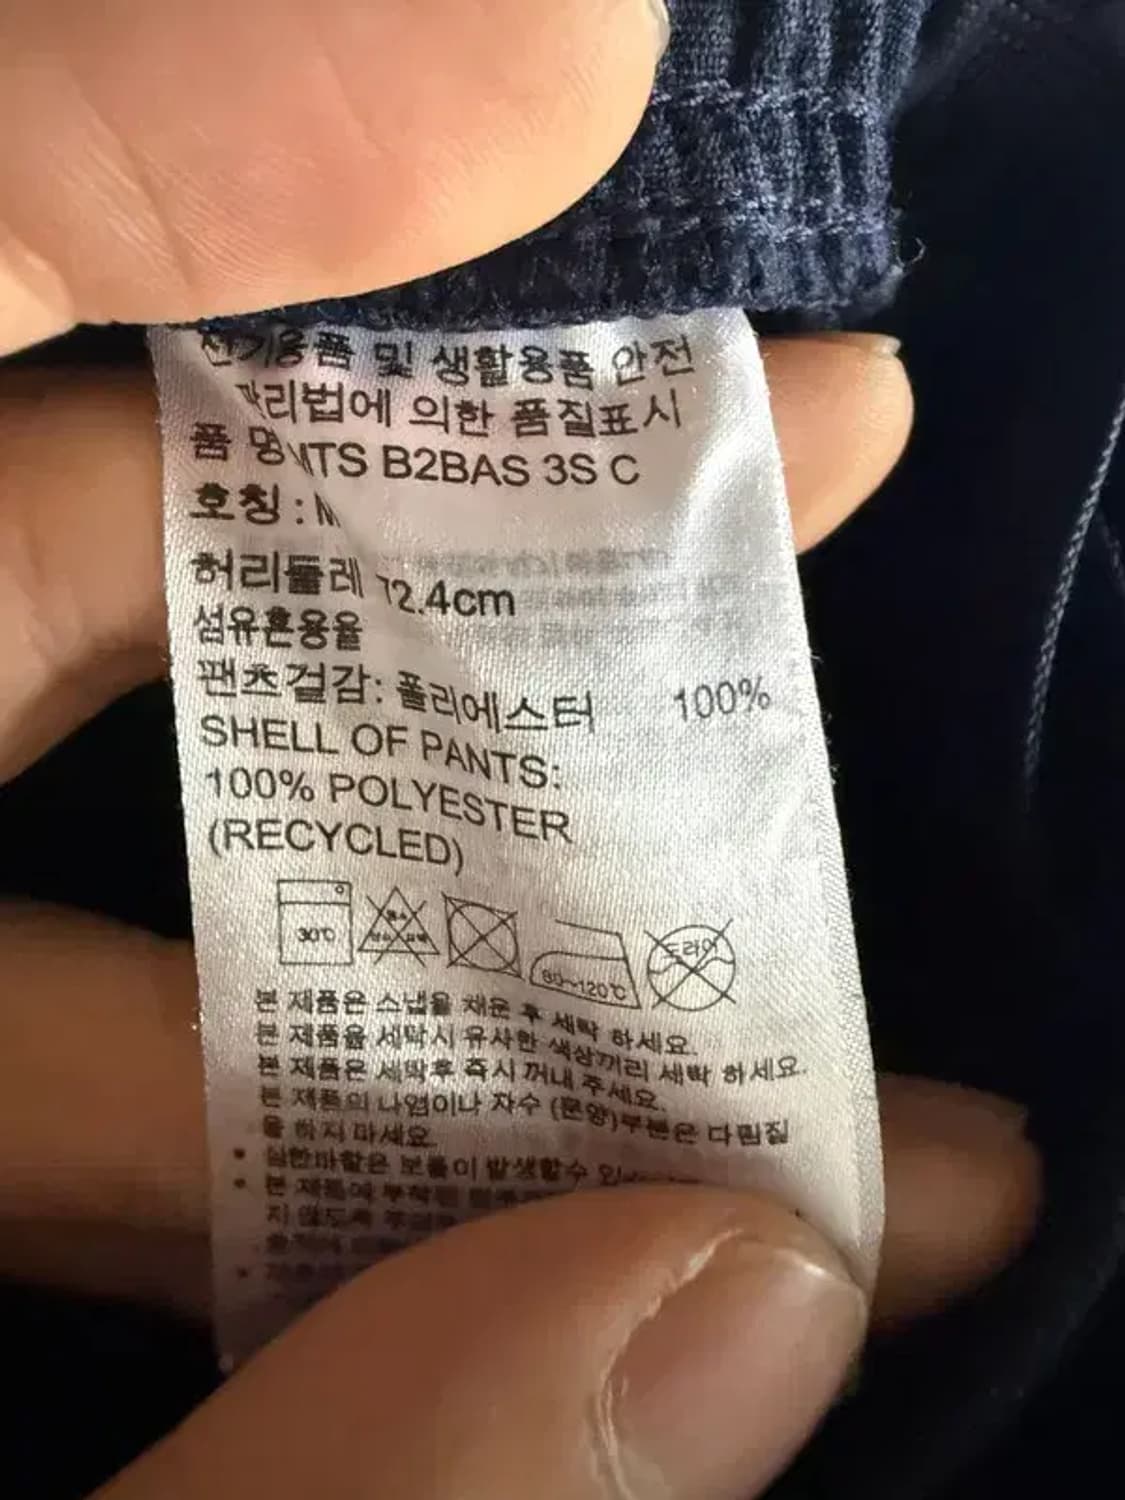 전기용품 및 생활용품 안전
관리법에 의한 품질표시
품 명 MTS B2BAS 3S C
호칭 : M
허리둘레 72.4cm
섬유혼용율
팬츠겉감: 폴리에스터 100%
SHELL OF PANTS:
100% POLYESTER
(RECYCLED)
30℃
80~120℃
드라이
본 제품은 스냅을 채운 후 세탁 하세요.
본 제품을 세탁시 유사한 색상끼리 세탁 하세요.
본 제품은 세탁후 즉시 꺼내 주세요.
본 제품의 나염이나 자수 (문양)부분은 다림질
을 하지 마세요.